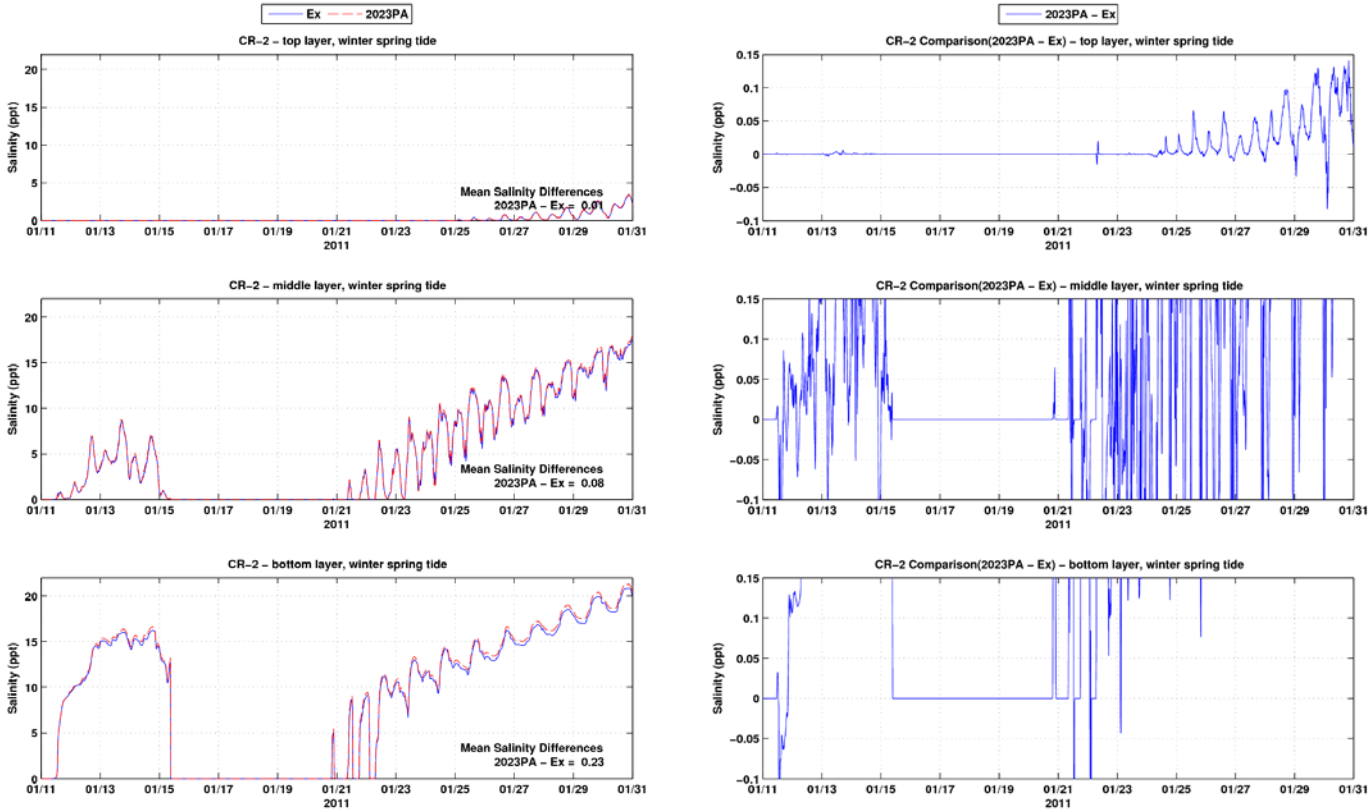 Ex 2023PA
CR−2 − top layer, winter spring tide
Salinity (ppt)
20
15
10
5
0
Mean Salinity Differences
2023PA − Ex = 0.01
01/11 01/13 01/15 01/17 01/19 01/21 01/23 01/25 01/27 01/29 01/31
2011
2023PA − Ex
CR−2 Comparison(2023PA − Ex) − top layer, winter spring tide
Salinity (ppt)
0.15
0.1
0.05
0
−0.05
−0.1
01/11 01/13 01/15 01/17 01/19 01/21 01/23 01/25 01/27 01/29 01/31
2011
CR−2 − middle layer, winter spring tide
Salinity (ppt)
20
15
10
5
0
Mean Salinity Differences
2023PA − Ex = 0.08
01/11 01/13 01/15 01/17 01/19 01/21 01/23 01/25 01/27 01/29 01/31
2011
CR−2 Comparison(2023PA − Ex) − middle layer, winter spring tide
Salinity (ppt)
0.15
0.1
0.05
0
−0.05
−0.1
01/11 01/13 01/15 01/17 01/19 01/21 01/23 01/25 01/27 01/29 01/31
2011
CR−2 − bottom layer, winter spring tide
Salinity (ppt)
20
15
10
5
0
Mean Salinity Differences
2023PA − Ex = 0.23
01/11 01/13 01/15 01/17 01/19 01/21 01/23 01/25 01/27 01/29 01/31
2011
CR−2 Comparison(2023PA − Ex) − bottom layer, winter spring tide
Salinity (ppt)
0.15
0.1
0.05
0
−0.05
−0.1
01/11 01/13 01/15 01/17 01/19 01/21 01/23 01/25 01/27 01/29 01/31
2011